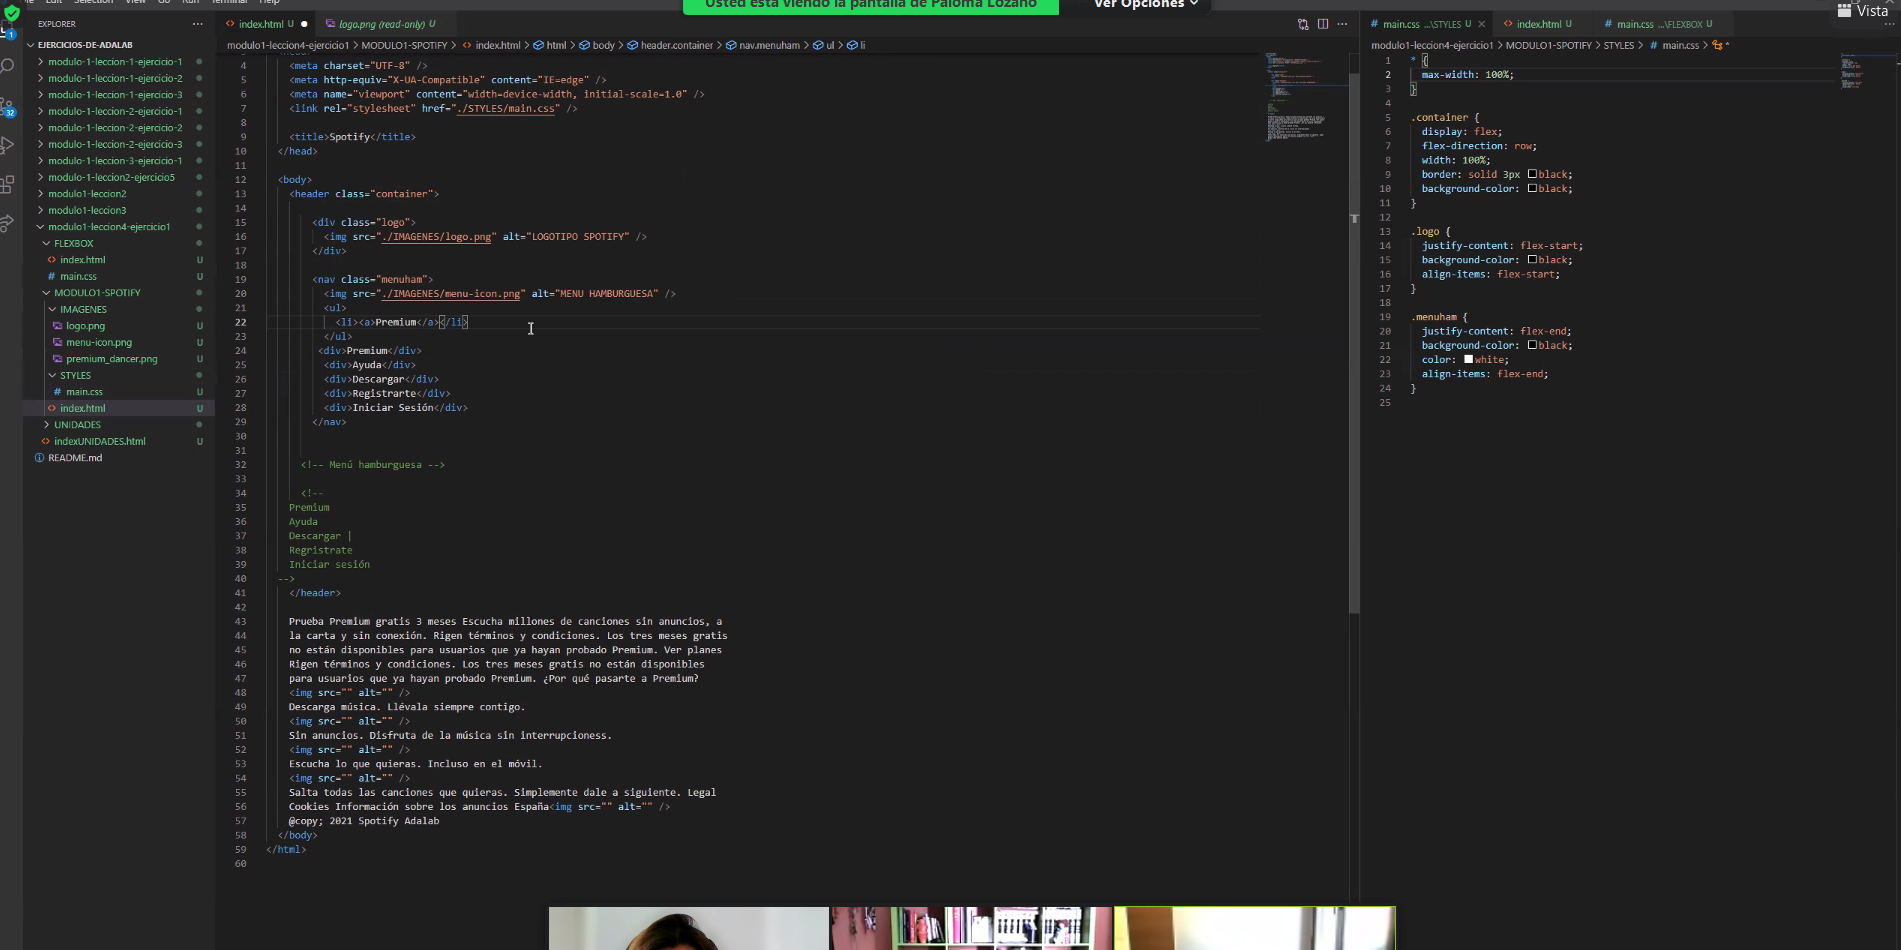 Edit Selection View Go Run Terminal Help
Usted está viendo la pantalla de Paloma Lozano
Ver Opciones
Vista
EXPLORER
EJERCICIOS-DE-ADALAB
modulo-1-leccion-1-ejercicio-1
modulo-1-leccion-1-ejercicio-2
modulo-1-leccion-1-ejercicio-3
modulo-1-leccion-2-ejercicio-1
modulo-1-leccion-2-ejercicio-2
modulo-1-leccion-2-ejercicio-3
modulo-1-leccion-3-ejercicio-1
modulo-1-leccion2-ejercicio5
modulo1-leccion2
modulo1-leccion3
modulo1-leccion4-ejercicio1
FLEXBOX
index.html U
main.css U
MODULO1-SPOTIFY
IMAGENES
logo.png U
menu-icon.png U
premium_dancer.png U
STYLES
main.css U
index.html U
UNIDADES
indexUNIDADES.html U
README.md
1
32
index.html U
logo.png (read-only) U
modulo1-leccion4-ejercicio1 > MODULO1-SPOTIFY > index.html > html > body > header.container > nav.menuham > ul > li
4 <meta charset="UTF-8" />
5 <meta http-equiv="X-UA-Compatible" content="IE=edge" />
6 <meta name="viewport" content="width=device-width, initial-scale=1.0" />
7 <link rel="stylesheet" href="./STYLES/main.css" />
8
9 <title>Spotify</title>
10 </head>
11
12 <body>
13 <header class="container">
14
15 <div class="logo">
16 <img src="./IMAGENES/logo.png" alt="LOGOTIPO SPOTIFY" />
17 </div>
18
19 <nav class="menuham">
20 <img src="./IMAGENES/menu-icon.png" alt="MENU HAMBURGUESA" />
21 <ul>
22 <li><a>Premium</a></li>
23 </ul>
24 <div>Premium</div>
25 <div>Ayuda</div>
26 <div>Descargar</div>
27 <div>Registrarte</div>
28 <div>Iniciar Sesión</div>
29 </nav>
30
31
32 <!-- Menú hamburguesa -->
33
34 <!--
35 Premium
36 Ayuda
37 Descargar |
38 Regristrate
39 Iniciar sesión
40 -->
41 </header>
42
43 Prueba Premium gratis 3 meses Escucha millones de canciones sin anuncios, a
44 la carta y sin conexión. Rigen términos y condiciones. Los tres meses gratis
45 no están disponibles para usuarios que ya hayan probado Premium. Ver planes
46 Rigen términos y condiciones. Los tres meses gratis no están disponibles
47 para usuarios que ya hayan probado Premium. ¿Por qué pasarte a Premium?
48 <img src="" alt="" />
49 Descarga música. Llévala siempre contigo.
50 <img src="" alt="" />
51 Sin anuncios. Disfruta de la música sin interrupcioness.
52 <img src="" alt="" />
53 Escucha lo que quieras. Incluso en el móvil.
54 <img src="" alt="" />
55 Salta todas las canciones que quieras. Simplemente dale a siguiente. Legal
56 Cookies Información sobre los anuncios España<img src="" alt="" />
57 @copy; 2021 Spotify Adalab
58 </body>
59 </html>
60
main.css ...\STYLES U
index.html U
main.css ...\FLEXBOX U
modulo1-leccion4-ejercicio1 > MODULO1-SPOTIFY > STYLES > main.css > *
1 * {
2 max-width: 100%;
3 }
4
5 .container {
6 display: flex;
7 flex-direction: row;
8 width: 100%;
9 border: solid 3px black;
10 background-color: black;
11 }
12
13 .logo {
14 justify-content: flex-start;
15 background-color: black;
16 align-items: flex-start;
17 }
18
19 .menuham {
20 justify-content: flex-end;
21 background-color: black;
22 color: white;
23 align-items: flex-end;
24 }
25